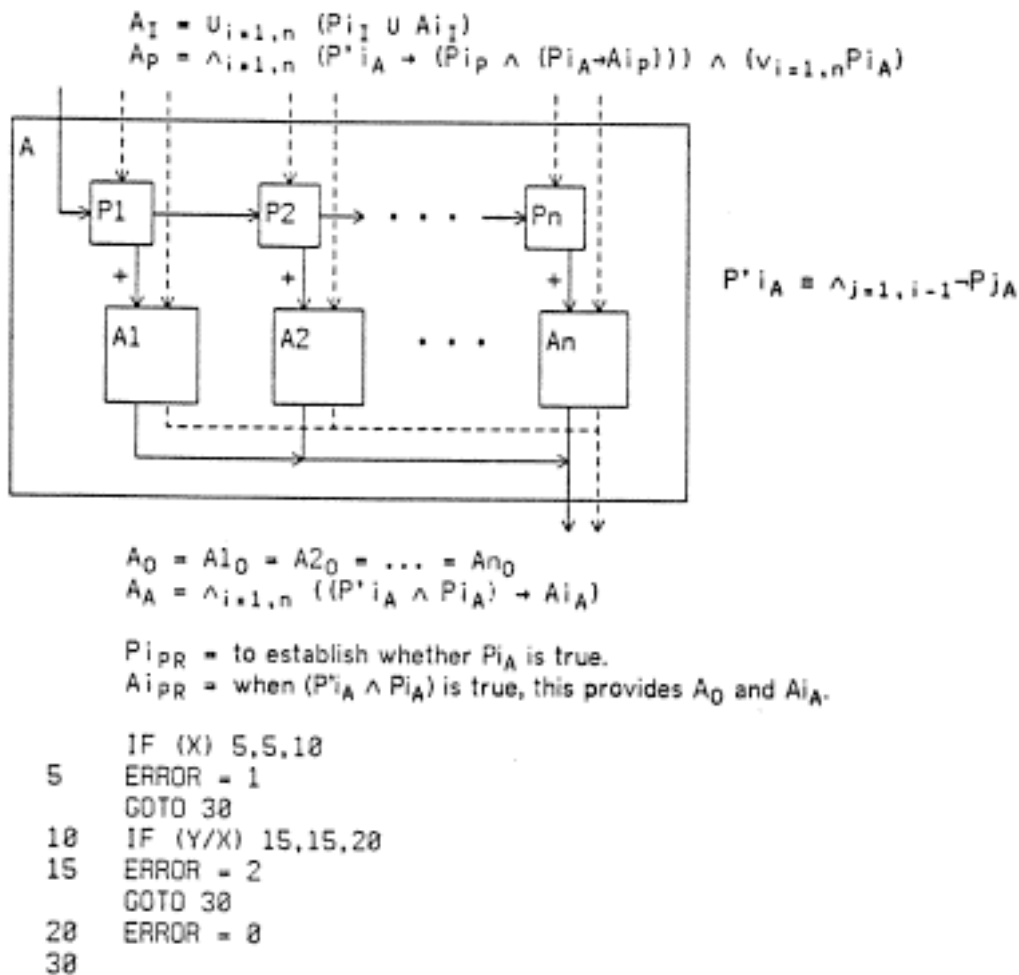 A_I = ∪_{i=1,n} (Pi_I ∪ Ai_I)
A_P = ∧_{i=1,n} (P'i_A → (Pi_P ∧ (Pi_A→Ai_P))) ∧ (∨_{i=1,n}Pi_A)
A
P1 P2 · · · Pn
+ + +
P'i_A ≡ ∧_{j=1,i-1}¬Pj_A
A1 A2 · · · An
A_O = A1_O = A2_O = ... = An_O
A_A = ∧_{i=1,n} ((P'i_A ∧ Pi_A) → Ai_A)
Pi_PR = to establish whether Pi_A is true.
Ai_PR = when (P'i_A ∧ Pi_A) is true, this provides A_O and Ai_A.
IF (X) 5,5,10
5 ERROR = 1
GOTO 30
10 IF (Y/X) 15,15,20
15 ERROR = 2
GOTO 30
20 ERROR = 0
30